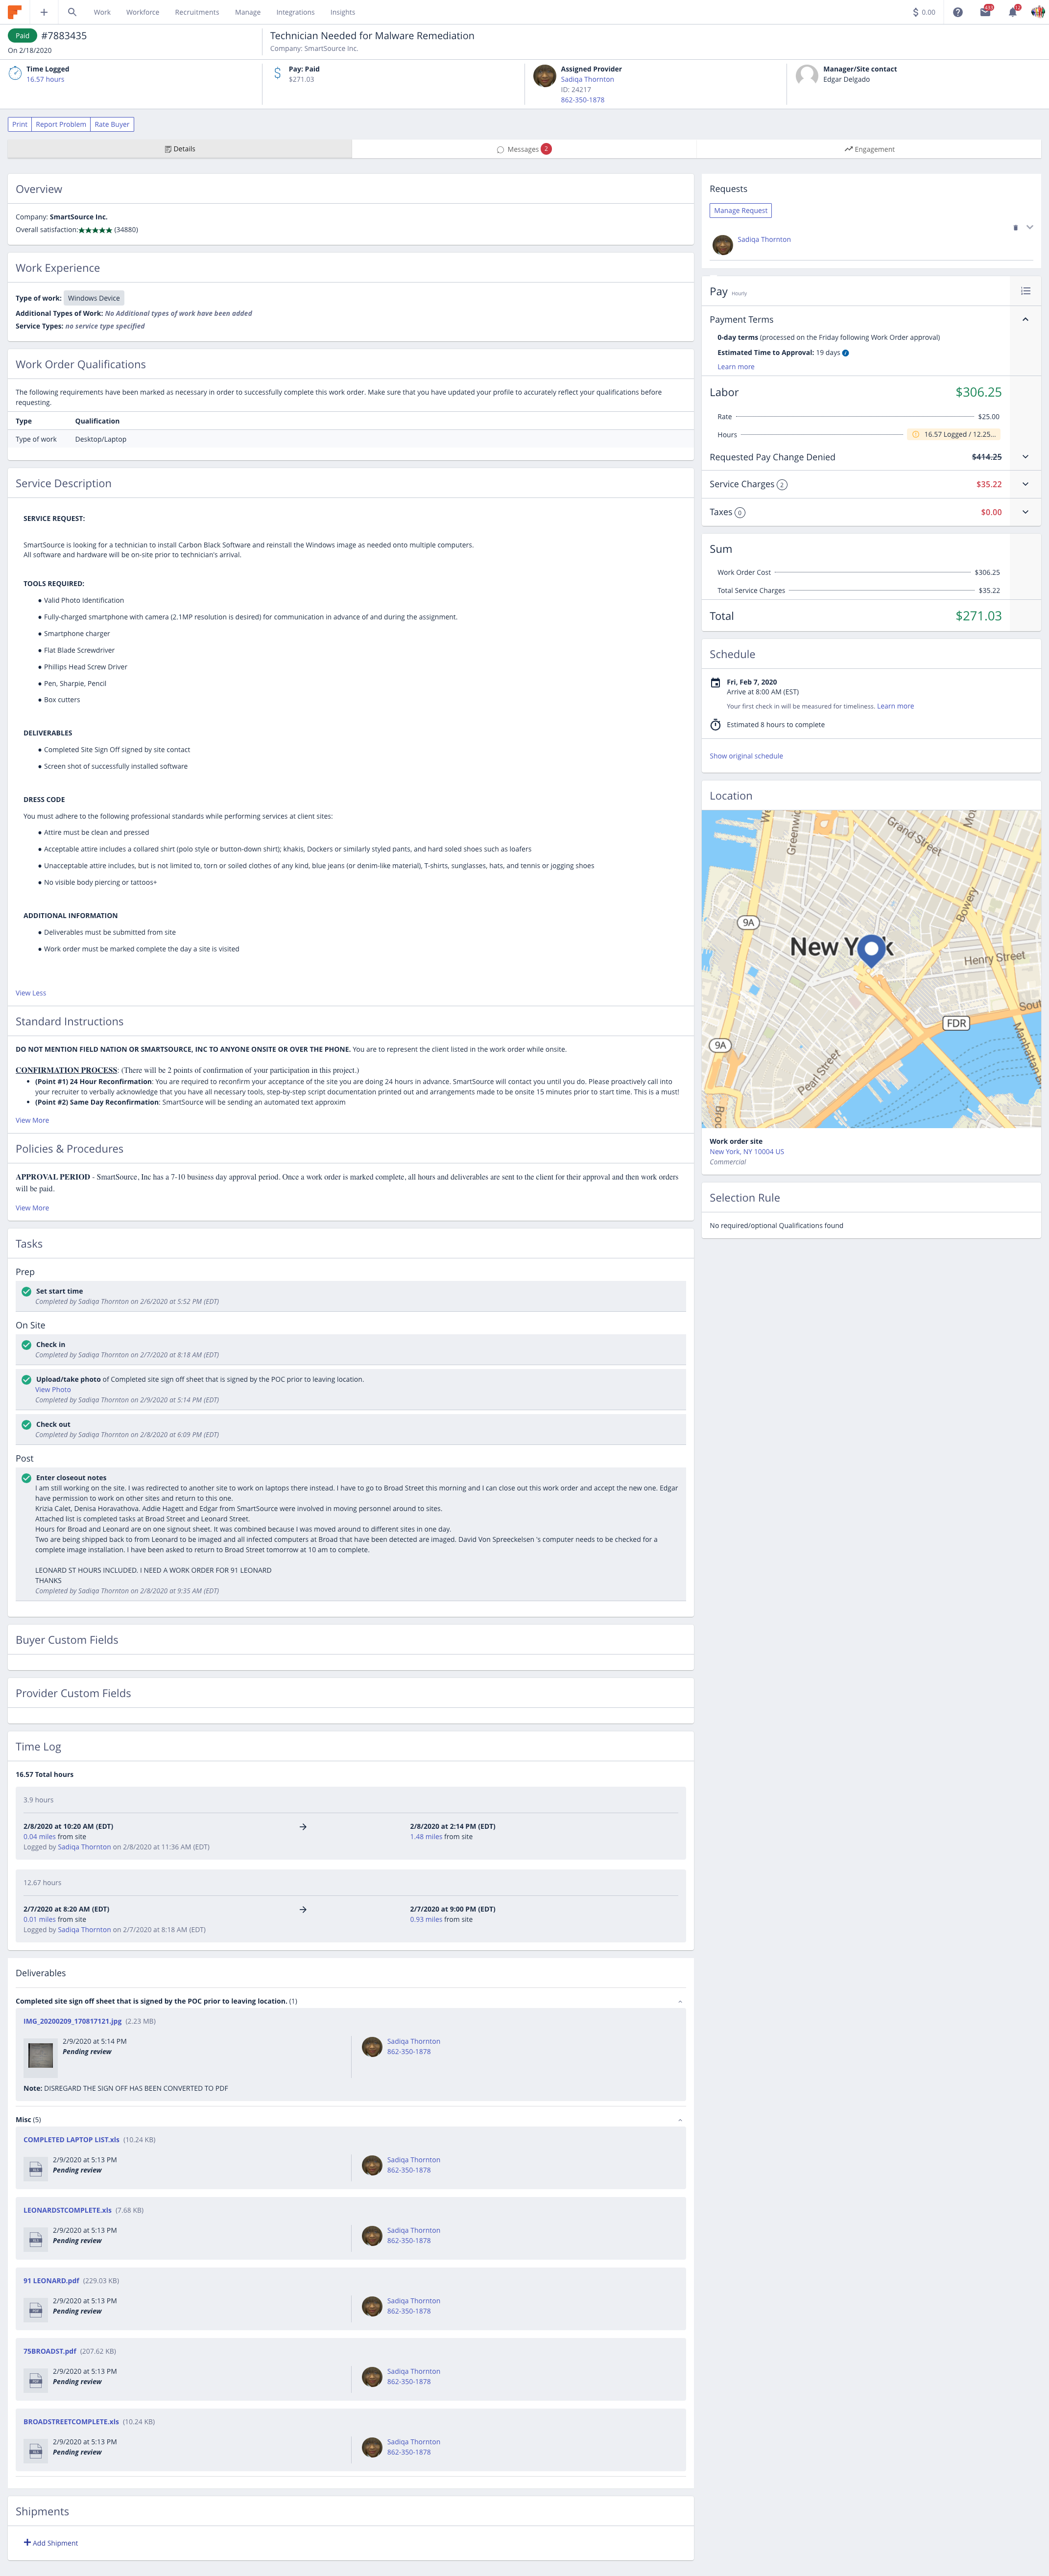 Work Workforce Recruitments Manage Integrations Insights
$ 0.00
Paid #7883435
On 2/18/2020
Technician Needed for Malware Remediation
Company: SmartSource Inc.
Time Logged
16.57 hours
Pay: Paid
$271.03
Assigned Provider
Sadiqa Thornton
ID: 24217
862-350-1878
Manager/Site contact
Edgar Delgado
Print Report Problem Rate Buyer
Details
Messages 2
Engagement
Overview
Company: SmartSource Inc.
Overall satisfaction:★★★★★ (34880)
Work Experience
Type of work: Windows Device
Additional Types of Work: No Additional types of work have been added
Service Types: no service type specified
Work Order Qualifications
The following requirements have been marked as necessary in order to successfully complete this work order. Make sure that you have updated your profile to accurately reflect your qualifications before
requesting.
Type Qualification
Type of work Desktop/Laptop
Service Description
SERVICE REQUEST:
SmartSource is looking for a technician to install Carbon Black Software and reinstall the Windows image as needed onto multiple computers.
All software and hardware will be on-site prior to technician's arrival.
TOOLS REQUIRED:
● Valid Photo Identification
● Fully-charged smartphone with camera (2.1MP resolution is desired) for communication in advance of and during the assignment.
● Smartphone charger
● Flat Blade Screwdriver
● Phillips Head Screw Driver
● Pen, Sharpie, Pencil
● Box cutters
DELIVERABLES
● Completed Site Sign Off signed by site contact
● Screen shot of successfully installed software
DRESS CODE
You must adhere to the following professional standards while performing services at client sites:
● Attire must be clean and pressed
● Acceptable attire includes a collared shirt (polo style or button-down shirt); khakis, Dockers or similarly styled pants, and hard soled shoes such as loafers
● Unacceptable attire includes, but is not limited to, torn or soiled clothes of any kind, blue jeans (or denim-like material), T-shirts, sunglasses, hats, and tennis or jogging shoes
● No visible body piercing or tattoos+
ADDITIONAL INFORMATION
● Deliverables must be submitted from site
● Work order must be marked complete the day a site is visited
View Less
Standard Instructions
DO NOT MENTION FIELD NATION OR SMARTSOURCE, INC TO ANYONE ONSITE OR OVER THE PHONE. You are to represent the client listed in the work order while onsite.
CONFIRMATION PROCESS: (There will be 2 points of confirmation of your participation in this project.)
• (Point #1) 24 Hour Reconfirmation: You are required to reconfirm your acceptance of the site you are doing 24 hours in advance. SmartSource will contact you until you do. Please proactively call into
your recruiter to verbally acknowledge that you have all necessary tools, step-by-step script documentation printed out and arrangements made to be onsite 15 minutes prior to start time. This is a must!
• (Point #2) Same Day Reconfirmation: SmartSource will be sending an automated text approxim
View More
Policies & Procedures
APPROVAL PERIOD - SmartSource, Inc has a 7-10 business day approval period. Once a work order is marked complete, all hours and deliverables are sent to the client for their approval and then work orders
will be paid.
View More
Tasks
Prep
Set start time
Completed by Sadiqa Thornton on 2/6/2020 at 5:52 PM (EDT)
On Site
Check in
Completed by Sadiqa Thornton on 2/7/2020 at 8:18 AM (EDT)
Upload/take photo of Completed site sign off sheet that is signed by the POC prior to leaving location.
View Photo
Completed by Sadiqa Thornton on 2/9/2020 at 5:14 PM (EDT)
Check out
Completed by Sadiqa Thornton on 2/8/2020 at 6:09 PM (EDT)
Post
Enter closeout notes
I am still working on the site. I was redirected to another site to work on laptops there instead. I have to go to Broad Street this morning and I can close out this work order and accept the new one. Edgar
have permission to work on other sites and return to this one.
Krizia Calet, Denisa Horavathova. Addie Hagett and Edgar from SmartSource were involved in moving personnel around to sites.
Attached list is completed tasks at Broad Street and Leonard Street.
Hours for Broad and Leonard are on one signout sheet. It was combined because I was moved around to different sites in one day.
Two are being shipped back to from Leonard to be imaged and all infected computers at Broad that have been detected are imaged. David Von Spreeckelsen 's computer needs to be checked for a
complete image installation. I have been asked to return to Broad Street tomorrow at 10 am to complete.
LEONARD ST HOURS INCLUDED. I NEED A WORK ORDER FOR 91 LEONARD
THANKS
Completed by Sadiqa Thornton on 2/8/2020 at 9:35 AM (EDT)
Buyer Custom Fields
Provider Custom Fields
Time Log
16.57 Total hours
3.9 hours
2/8/2020 at 10:20 AM (EDT) → 2/8/2020 at 2:14 PM (EDT)
0.04 miles from site 1.48 miles from site
Logged by Sadiqa Thornton on 2/8/2020 at 11:36 AM (EDT)
12.67 hours
2/7/2020 at 8:20 AM (EDT) → 2/7/2020 at 9:00 PM (EDT)
0.01 miles from site 0.93 miles from site
Logged by Sadiqa Thornton on 2/7/2020 at 8:18 AM (EDT)
Deliverables
Completed site sign off sheet that is signed by the POC prior to leaving location. (1)
IMG_20200209_170817121.jpg (2.23 MB)
2/9/2020 at 5:14 PM Sadiqa Thornton
Pending review 862-350-1878
Note: DISREGARD THE SIGN OFF HAS BEEN CONVERTED TO PDF
Misc (5)
COMPLETED LAPTOP LIST.xls (10.24 KB)
2/9/2020 at 5:13 PM Sadiqa Thornton
Pending review 862-350-1878
LEONARDSTCOMPLETE.xls (7.68 KB)
2/9/2020 at 5:13 PM Sadiqa Thornton
Pending review 862-350-1878
91 LEONARD.pdf (229.03 KB)
2/9/2020 at 5:13 PM Sadiqa Thornton
Pending review 862-350-1878
75BROADST.pdf (207.62 KB)
2/9/2020 at 5:13 PM Sadiqa Thornton
Pending review 862-350-1878
BROADSTREETCOMPLETE.xls (10.24 KB)
2/9/2020 at 5:13 PM Sadiqa Thornton
Pending review 862-350-1878
Shipments
+ Add Shipment
Requests
Manage Request
Sadiqa Thornton
Pay Hourly
Payment Terms
0-day terms (processed on the Friday following Work Order approval)
Estimated Time to Approval: 19 days
Learn more
Labor $306.25
Rate $25.00
Hours 16.57 Logged / 12.25...
Requested Pay Change Denied $414.25
Service Charges 2 $35.22
Taxes 0 $0.00
Sum
Work Order Cost $306.25
Total Service Charges $35.22
Total $271.03
Schedule
Fri, Feb 7, 2020
Arrive at 8:00 AM (EST)
Your first check in will be measured for timeliness. Learn more
Estimated 8 hours to complete
Show original schedule
Location
Greenwic
Grand Street
Bowery
9A
New York
Henry Street
FDR
Sout
9A
Pearl Street
Manhattan B
Broc
Work order site
New York, NY 10004 US
Commercial
Selection Rule
No required/optional Qualifications found